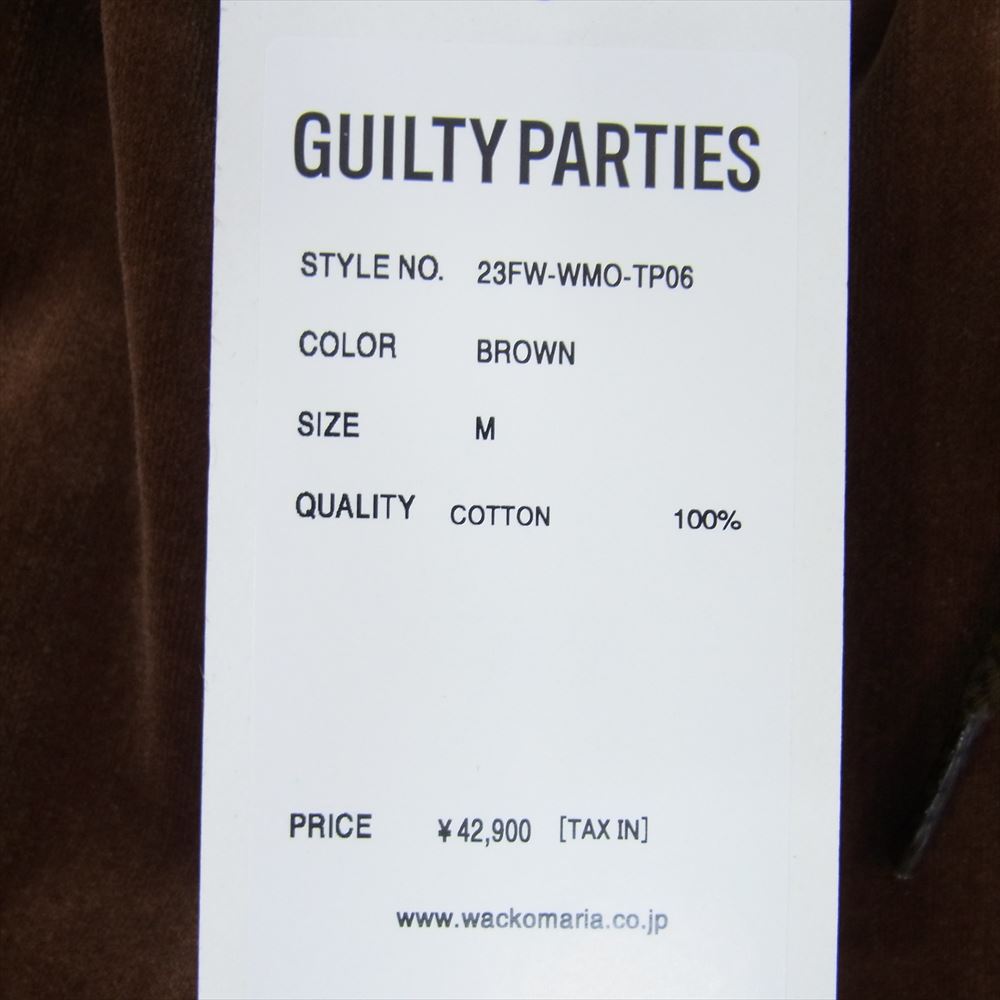 GUILTY PARTIES
STYLE NO. 23FW-WMO-TP06
COLOR BROWN
SIZE M
QUALITY COTTON 100%
PRICE ¥42,900 [TAX IN]
www.wackomaria.co.jp